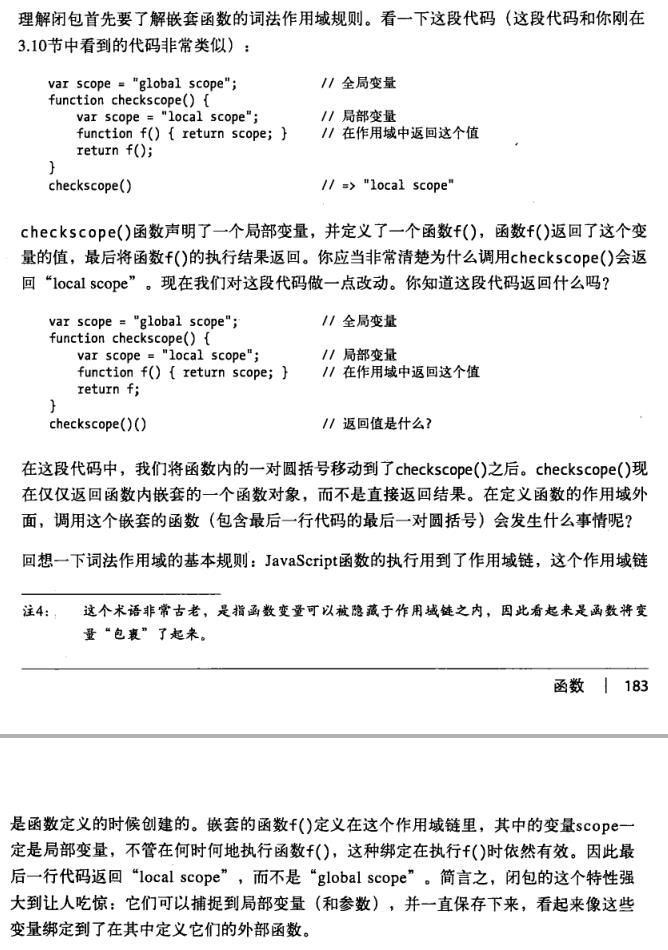 理解闭包首先要了解嵌套函数的词法作用域规则。看一下这段代码（这段代码和你刚在
3.10节中看到的代码非常类似）：
var scope = "global scope"; // 全局变量
function checkscope() {
var scope = "local scope"; // 局部变量
function f() { return scope; } // 在作用域中返回这个值
return f();
}
checkscope() // => "local scope"
checkscope()函数声明了一个局部变量，并定义了一个函数f()，函数f()返回了这个变
量的值，最后将函数f()的执行结果返回。你应当非常清楚为什么调用checkscope()会返
回“local scope”。现在我们对这段代码做一点改动。你知道这段代码返回什么吗？
var scope = "global scope"; // 全局变量
function checkscope() {
var scope = "local scope"; // 局部变量
function f() { return scope; } // 在作用域中返回这个值
return f;
}
checkscope()() // 返回值是什么？
在这段代码中，我们将函数内的一对圆括号移动到了checkscope()之后。checkscope()现
在仅仅返回函数内嵌套的一个函数对象，而不是直接返回结果。在定义函数的作用域外
面，调用这个嵌套的函数（包含最后一行代码的最后一对圆括号）会发生什么事情呢？
回想一下词法作用域的基本规则：JavaScript函数的执行用到了作用域链，这个作用域链
注4： 这个术语非常古老，是指函数变量可以被隐藏于作用域链之内，因此看起来是函数将变
量“包裹”了起来。
函数 | 183
是函数定义的时候创建的。嵌套的函数f()定义在这个作用域链里，其中的变量scope一
定是局部变量，不管在何时何地执行函数f()，这种绑定在执行f()时依然有效。因此最
后一行代码返回“local scope”，而不是“global scope”。简言之，闭包的这个特性强
大到让人吃惊：它们可以捕捉到局部变量（和参数），并一直保存下来，看起来像这些
变量绑定到了在其中定义它们的外部函数。